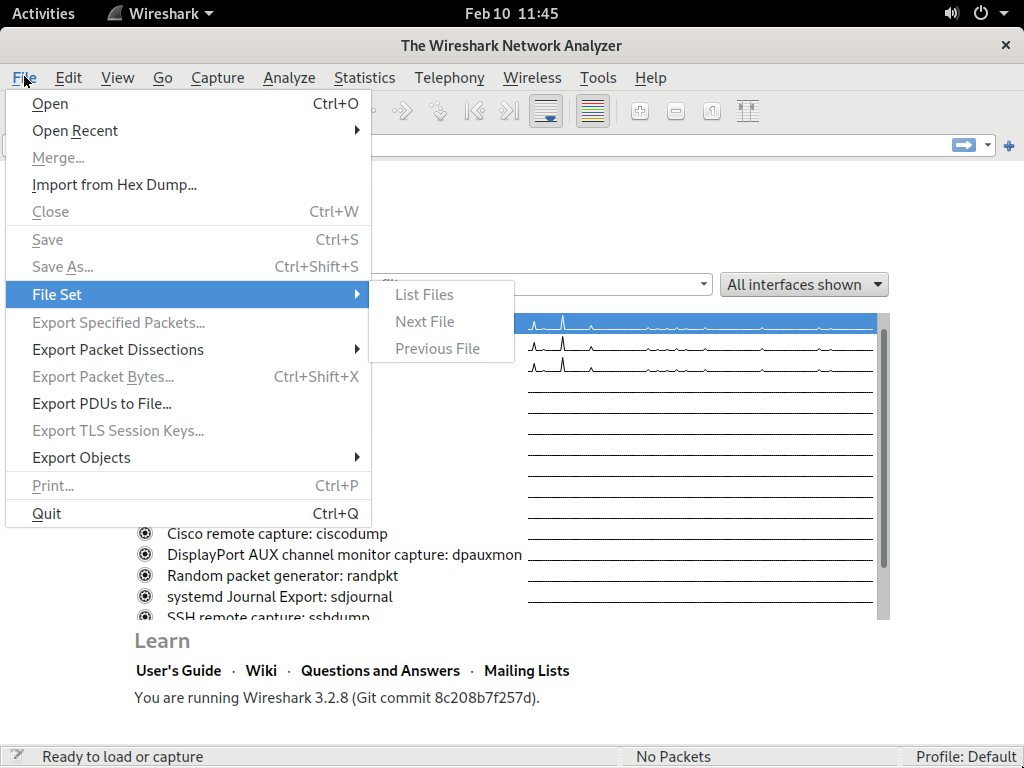 Activities Wireshark Feb 10 11:45
The Wireshark Network Analyzer
File Edit View Go Capture Analyze Statistics Telephony Wireless Tools Help
Open Ctrl+O
Open Recent
Merge...
Import from Hex Dump...
Close Ctrl+W
Save Ctrl+S
Save As... Ctrl+Shift+S
All interfaces shown
File Set
List Files
Next File
Previous File
Export Specified Packets...
Export Packet Dissections
Export Packet Bytes... Ctrl+Shift+X
Export PDUs to File...
Export TLS Session Keys...
Export Objects
Print... Ctrl+P
Quit Ctrl+Q
Cisco remote capture: ciscodump
DisplayPort AUX channel monitor capture: dpauxmon
Random packet generator: randpkt
systemd Journal Export: sdjournal
SSH remote capture: sshdump
Learn
User's Guide · Wiki · Questions and Answers · Mailing Lists
You are running Wireshark 3.2.8 (Git commit 8c208b7f257d).
Ready to load or capture No Packets Profile: Default